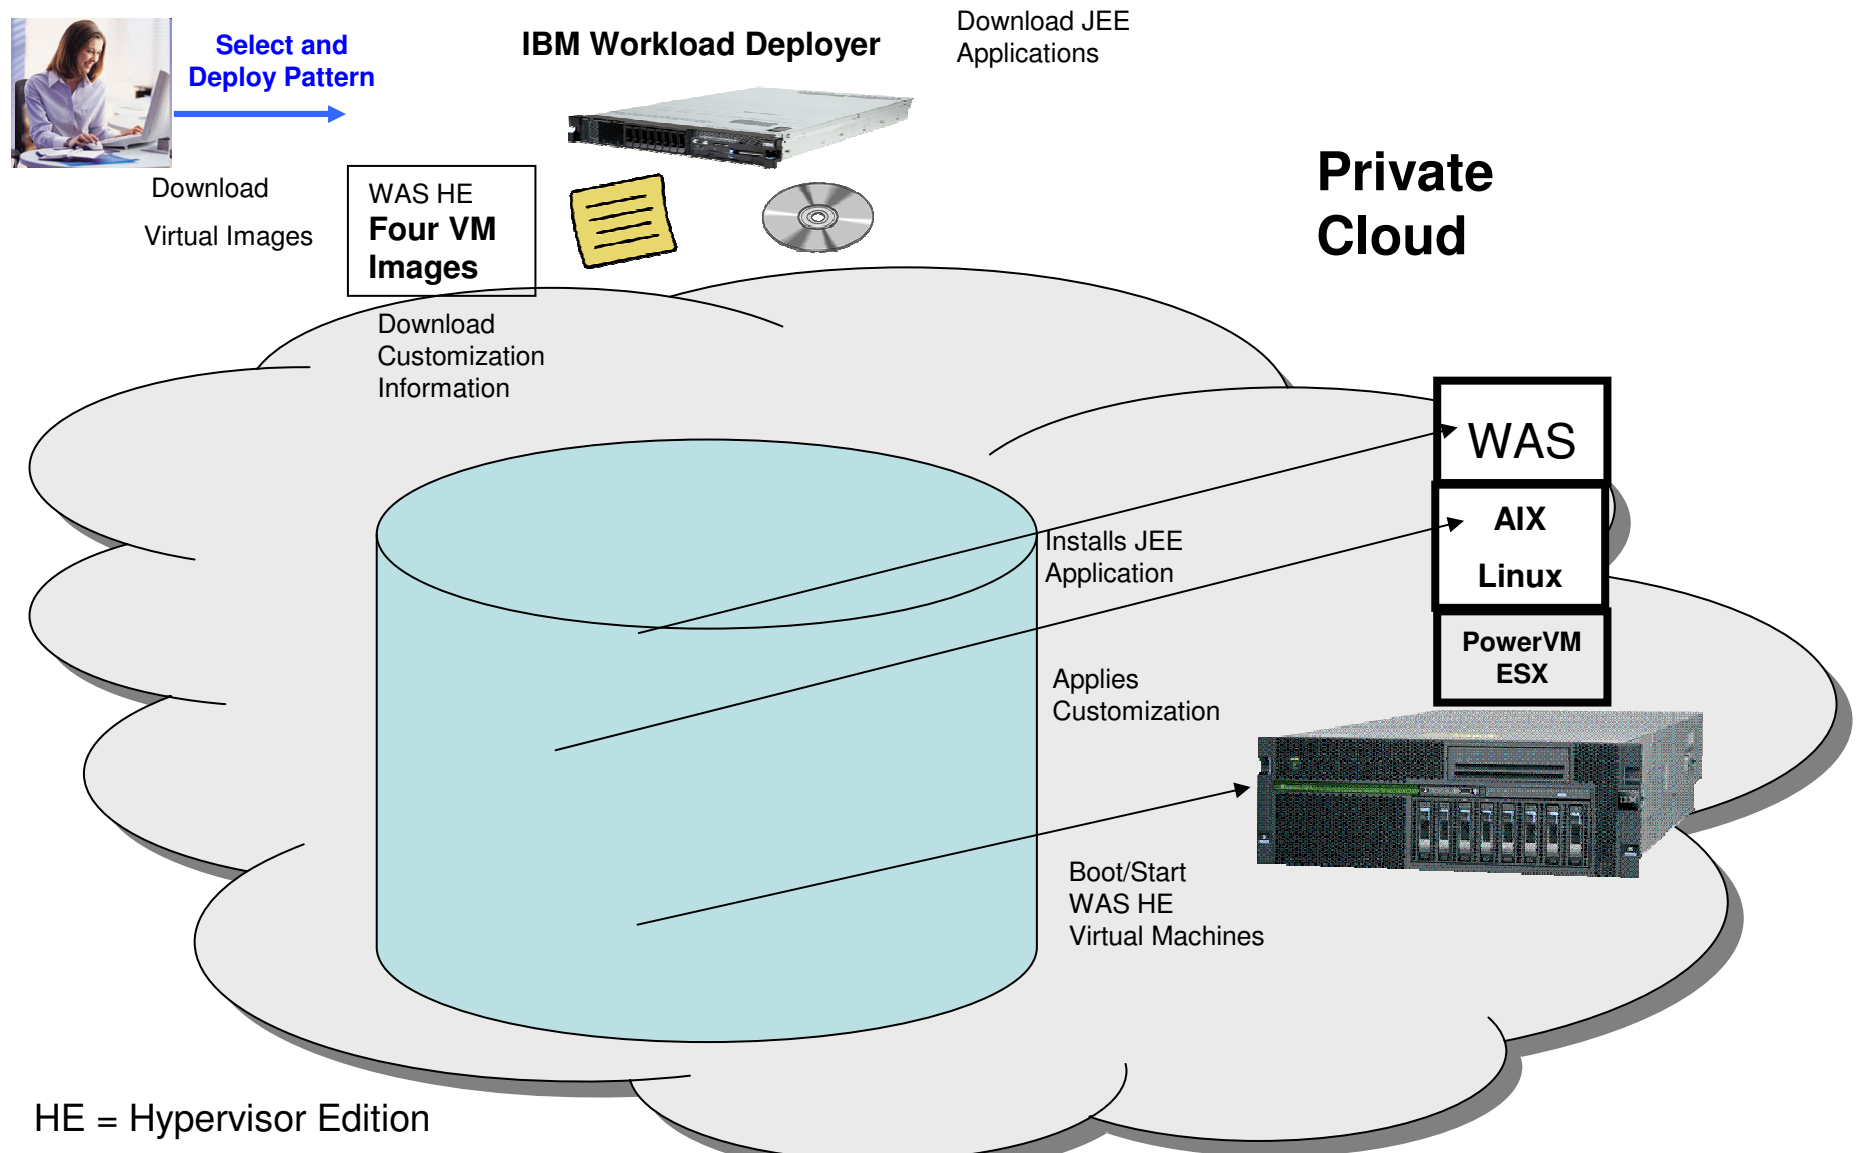 Select and
Deploy Pattern
IBM Workload Deployer
Download JEE
Applications
Download
Virtual Images
WAS HE
Four VM
Images
Private
Cloud
Download
Customization
Information
WAS
AIX
Linux
PowerVM
ESX
Installs JEE
Application
Applies
Customization
Boot/Start
WAS HE
Virtual Machines
IBM
HE = Hypervisor Edition